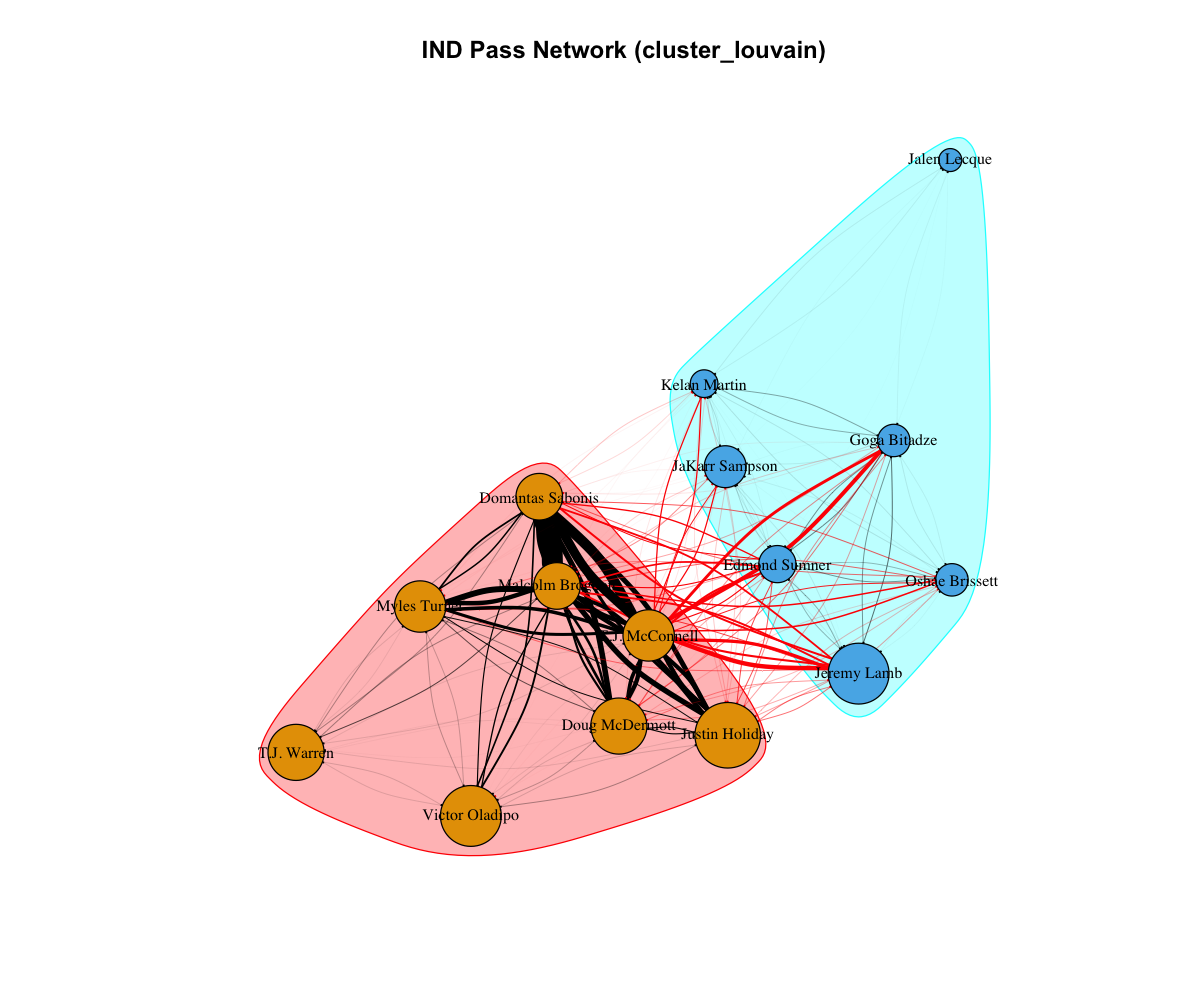 IND Pass Network (cluster_louvain)
Jalen Lecque
Kelan Martin
Goga Bitadze
JaKarr Sampson
Domantas Sabonis
Edmond Sumner
Oshae Brissett
Malcolm
Myles Turner
McConnell
Jeremy Lamb
Doug McDermott
Justin Holiday
T.J. Warren
Victor Oladipo